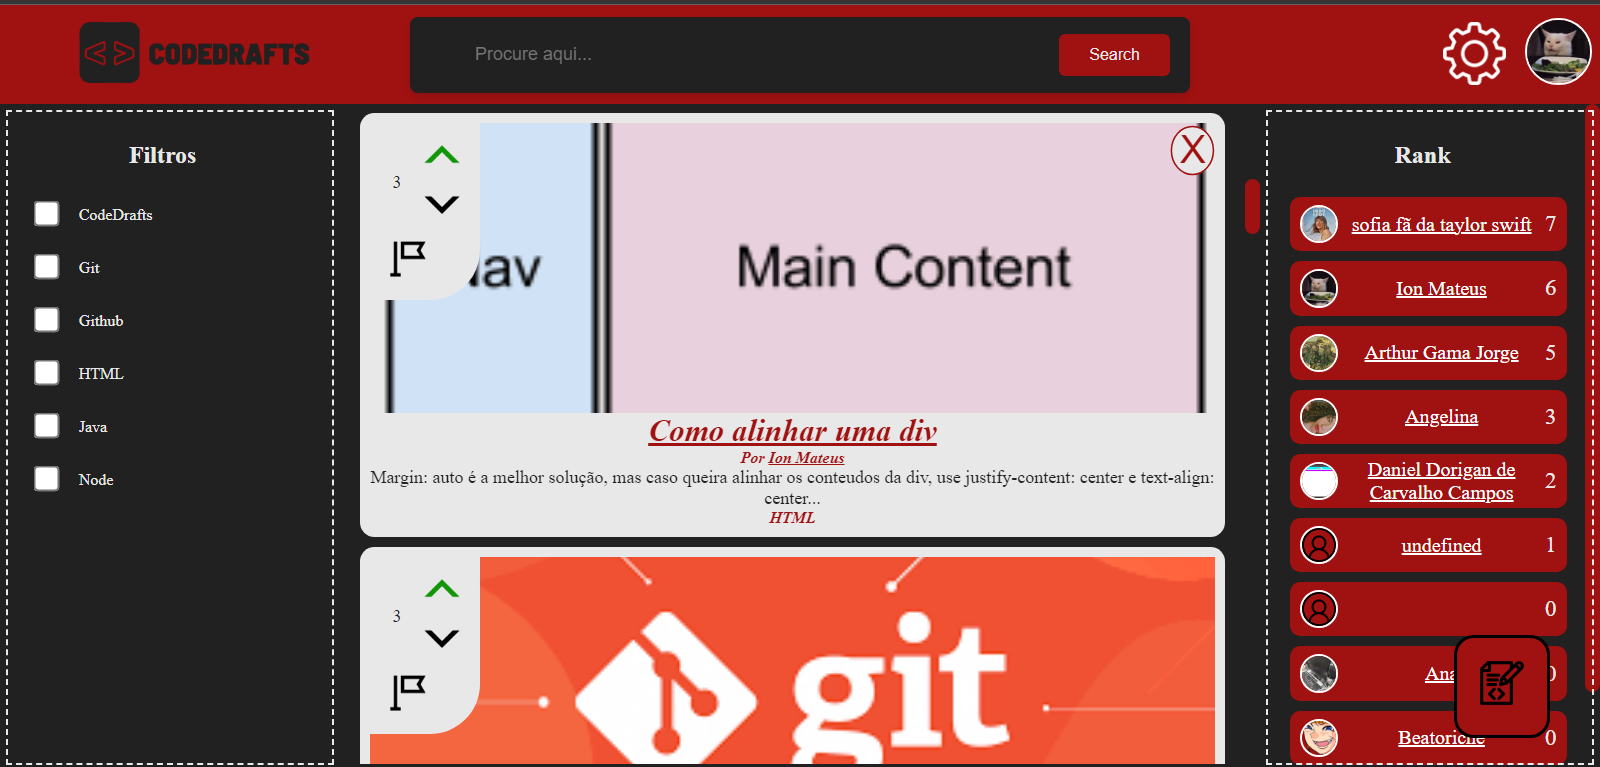 CODEDRAFTS
Procure aqui...
Search
Filtros
CodeDrafts
Git
Github
HTML
Java
Node
3
X
Main Content
Como alinhar uma div
Por Ion Mateus
Margin: auto é a melhor solução, mas caso queira alinhar os conteudos da div, use justify-content: center e text-align:
center...
HTML
3
git
Rank
sofia fã da taylor swift 7
Ion Mateus 6
Arthur Gama Jorge 5
Angelina 3
Daniel Dorigan de
Carvalho Campos 2
undefined 1
0
Ana 0
Beatoriche 0